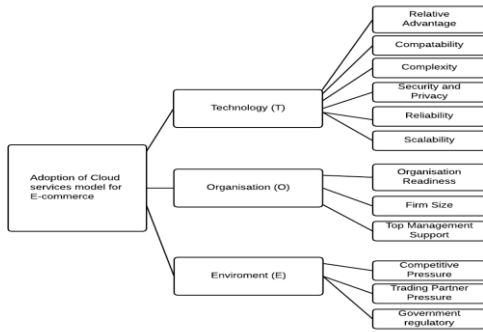 Relative
Advantage
Compatability
Complexity
Security and
Privacy
Reliability
Scalability
Technology (T)
Adoption of Cloud
services model for
E-commerce
Organisation (O)
Organisation
Readiness
Firm Size
Top Management
Support
Enviroment (E)
Competitive
Pressure
Trading Partner
Pressure
Government
regulatory